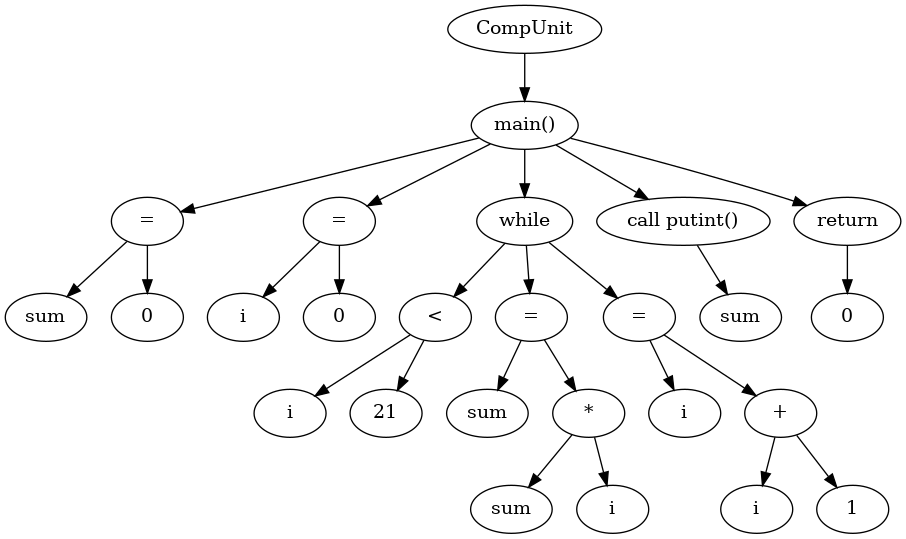 CompUnit
main()
= = while call putint() return
sum 0 i 0 < = = sum 0
i 21 sum * i +
sum i i 1